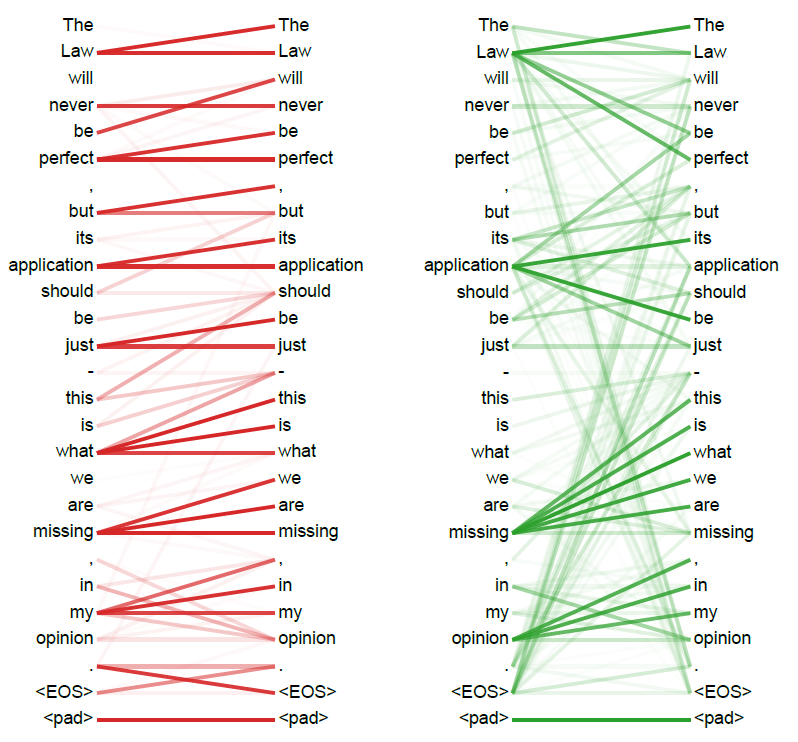 The The The The
Law Law Law Law
will will will will
never never never never
be be be be
perfect perfect perfect perfect
, , , ,
but but but but
its its its its
application application application application
should should should should
be be be be
just just just just
- - - -
this this this this
is is is is
what what what what
we we we we
are are are are
missing missing missing missing
, , , ,
in in in in
my my my my
opinion opinion opinion opinion
. . . .
<EOS> <EOS> <EOS> <EOS>
<pad> <pad> <pad> <pad>